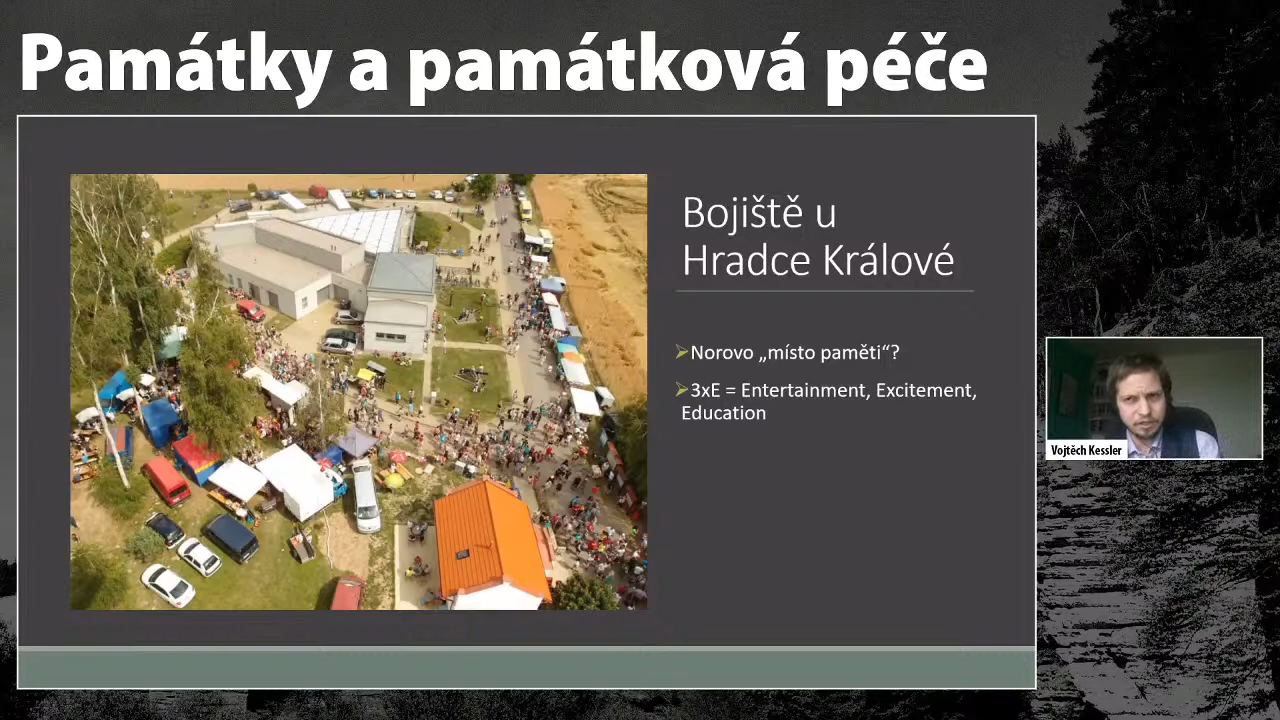 Památky a památková péče
Bojiště u
Hradce Králové
Norovo „místo paměti“?
3xE = Entertainment, Excitement,
Education
Vojtěch Kessler